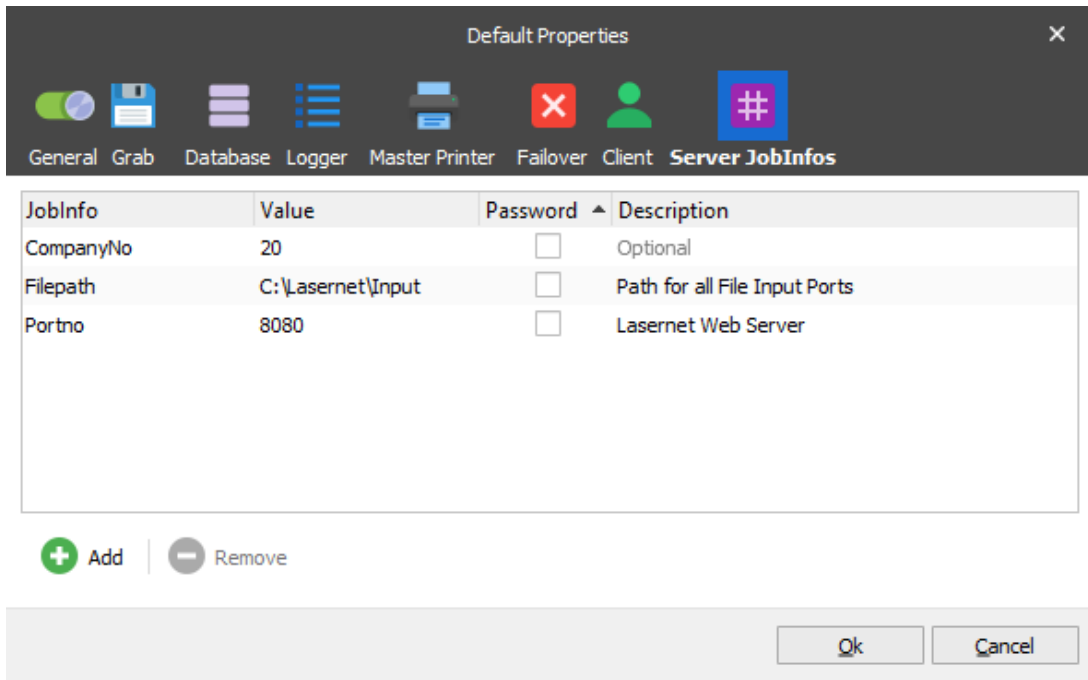 Default Properties
General Grab Database Logger Master Printer Failover Client Server JobInfos
JobInfo Value Password Description
CompanyNo 20 Optional
Filepath C:\Lasernet\Input Path for all File Input Ports
Portno 8080 Lasernet Web Server
Add Remove
Ok Cancel